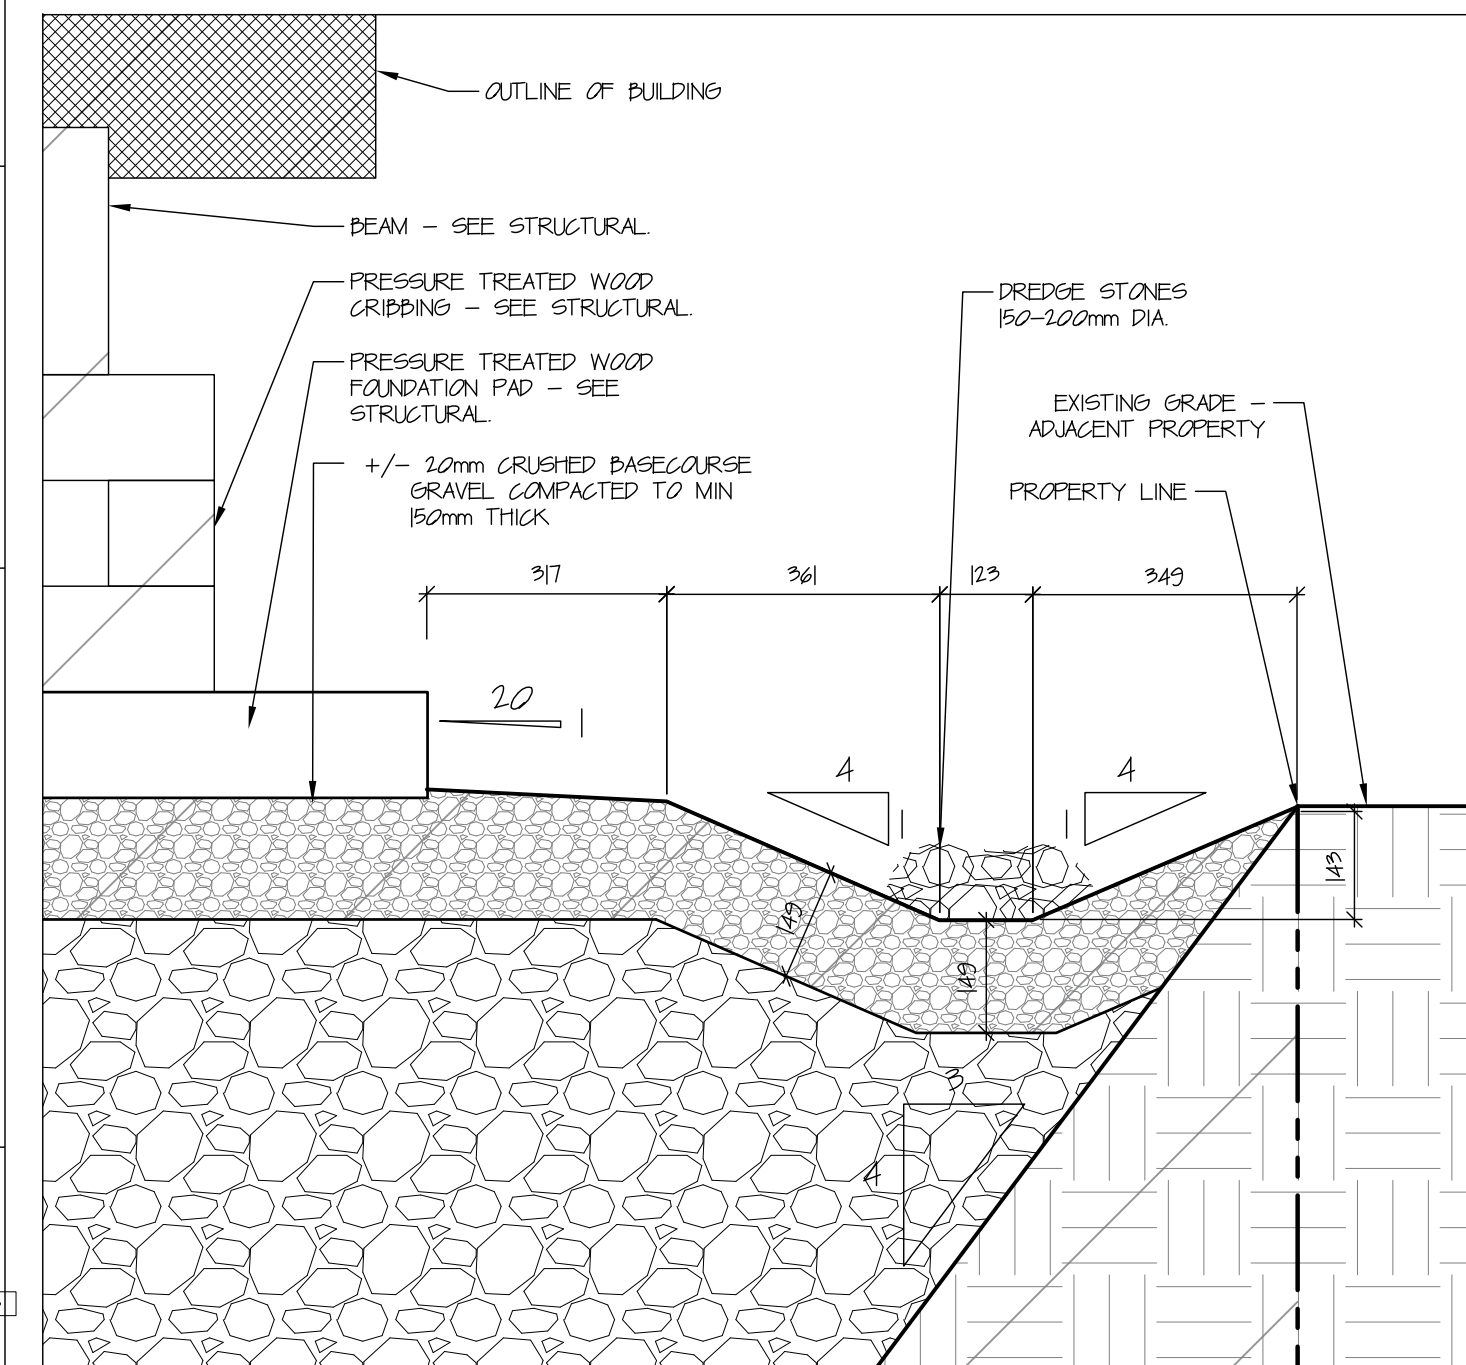 OUTLINE OF BUILDING
BEAM – SEE STRUCTURAL.
PRESSURE TREATED WOOD
CRIBBING – SEE STRUCTURAL.
PRESSURE TREATED WOOD
FOUNDATION PAD – SEE
STRUCTURAL.
+/– 20mm CRUSHED BASECOURSE
GRAVEL COMPACTED TO MIN
150mm THICK
DREDGE STONES
150–200mm DIA.
EXISTING GRADE –
ADJACENT PROPERTY
PROPERTY LINE
317
361
123
349
20
1
4
1
4
1
143
149
149
3
4